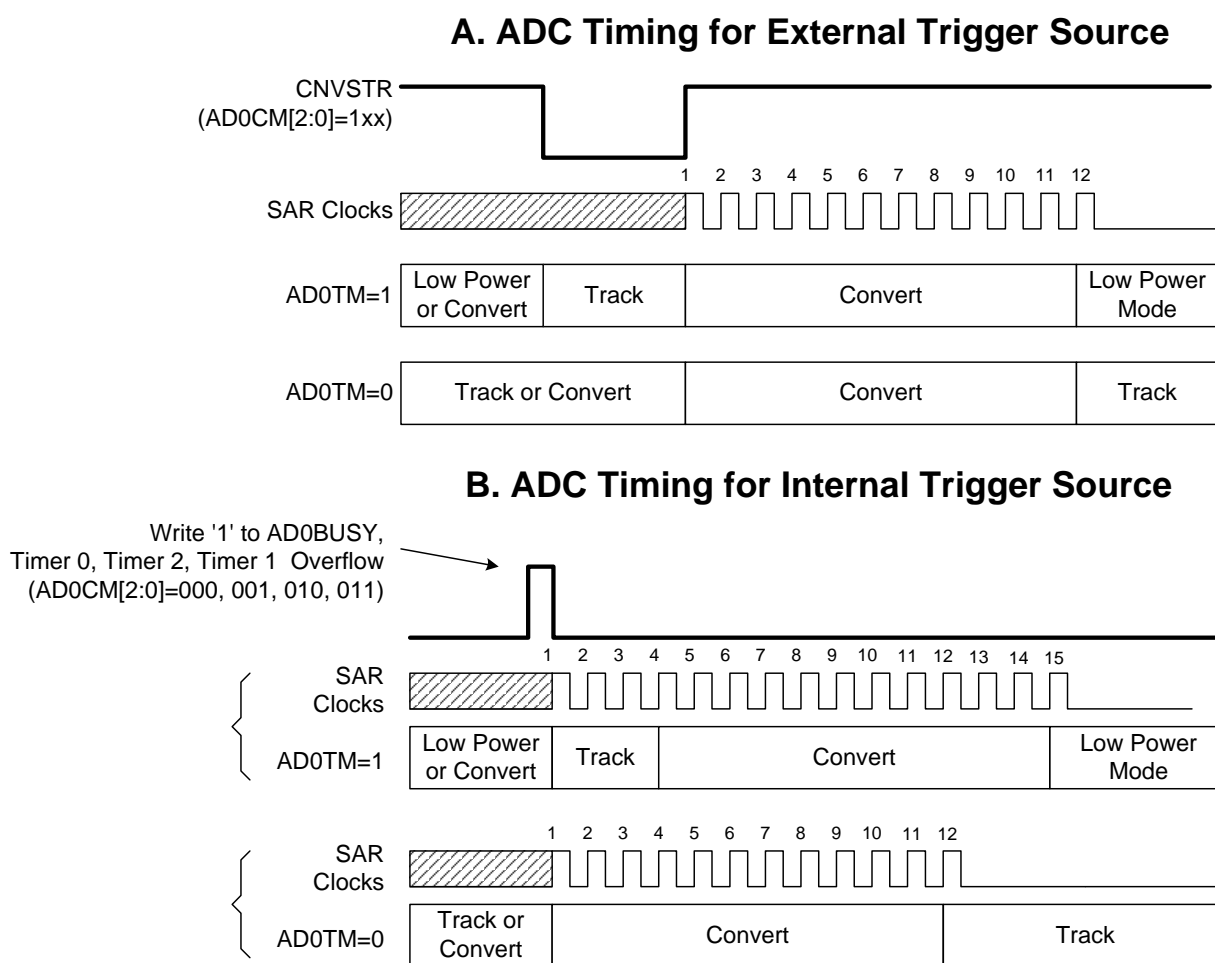 A. ADC Timing for External Trigger Source
CNVSTR
(AD0CM[2:0]=1xx)
1 2 3 4 5 6 7 8 9 10 11 12
SAR Clocks
AD0TM=1
Low Power
or Convert
Track
Convert
Low Power
Mode
AD0TM=0
Track or Convert
Convert
Track
B. ADC Timing for Internal Trigger Source
Write '1' to AD0BUSY,
Timer 0, Timer 2, Timer 1 Overflow
(AD0CM[2:0]=000, 001, 010, 011)
1 2 3 4 5 6 7 8 9 10 11 12 13 14 15
SAR
Clocks
AD0TM=1
Low Power
or Convert
Track
Convert
Low Power
Mode
1 2 3 4 5 6 7 8 9 10 11 12
SAR
Clocks
AD0TM=0
Track or
Convert
Convert
Track